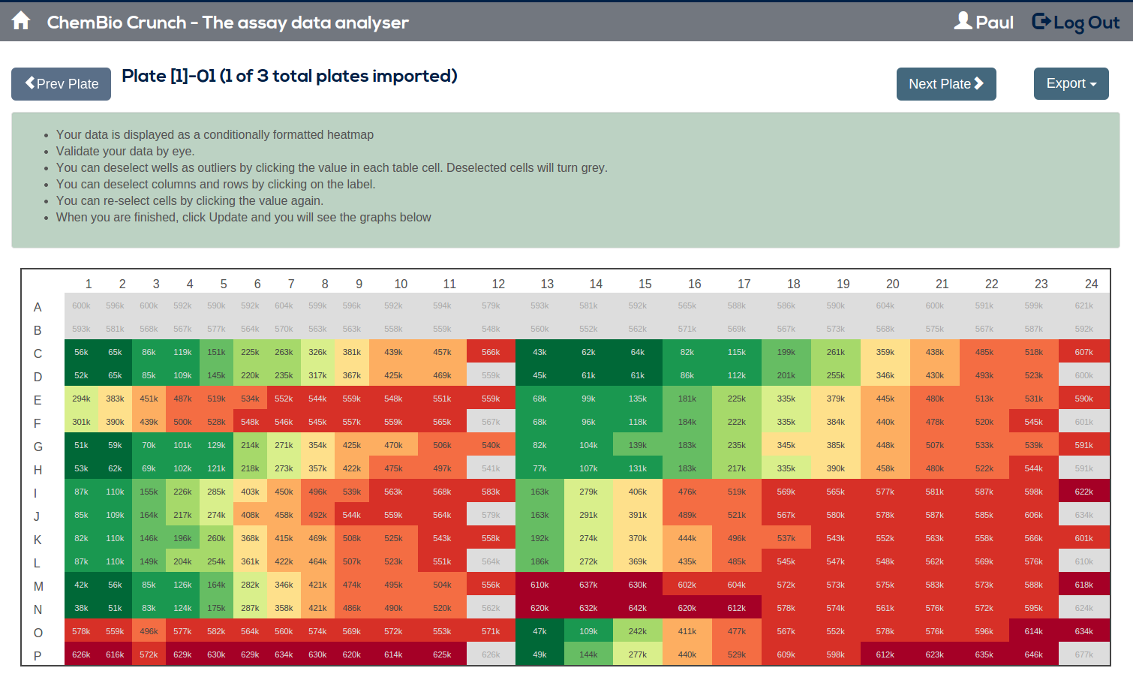 ChemBio Crunch - The assay data analyser Paul Log Out
Prev Plate Plate [1]-01 (1 of 3 total plates imported) Next Plate Export
Your data is displayed as a conditionally formatted heatmap
Validate your data by eye.
You can deselect wells as outliers by clicking the value in each table cell. Deselected cells will turn grey.
You can deselect columns and rows by clicking on the label.
You can re-select cells by clicking the value again.
When you are finished, click Update and you will see the graphs below
1 2 3 4 5 6 7 8 9 10 11 12 13 14 15 16 17 18 19 20 21 22 23 24
A 600k 596k 600k 592k 590k 592k 604k 599k 596k 592k 594k 579k 593k 581k 592k 565k 588k 586k 590k 604k 600k 591k 599k 621k
B 593k 581k 568k 567k 577k 564k 570k 563k 563k 558k 559k 548k 560k 552k 562k 571k 569k 567k 573k 568k 575k 567k 587k 592k
C 56k 65k 86k 119k 151k 225k 263k 326k 381k 439k 457k 566k 43k 62k 64k 82k 115k 199k 261k 359k 438k 485k 518k 607k
D 52k 65k 85k 109k 145k 220k 235k 317k 367k 425k 469k 559k 45k 61k 61k 86k 112k 201k 255k 346k 430k 493k 523k 600k
E 294k 383k 451k 487k 519k 534k 552k 544k 559k 548k 551k 559k 68k 99k 135k 181k 225k 335k 379k 445k 480k 513k 531k 590k
F 301k 390k 439k 500k 528k 548k 546k 545k 557k 559k 565k 567k 68k 96k 118k 184k 222k 335k 384k 440k 478k 520k 545k 601k
G 51k 59k 70k 101k 129k 214k 271k 354k 425k 470k 506k 540k 82k 104k 139k 183k 235k 345k 385k 448k 507k 533k 539k 591k
H 53k 62k 69k 102k 121k 218k 273k 357k 422k 475k 497k 541k 77k 107k 131k 183k 217k 335k 390k 458k 480k 522k 544k 591k
I 87k 110k 155k 226k 285k 403k 450k 496k 539k 563k 568k 583k 163k 279k 406k 476k 519k 569k 565k 577k 581k 587k 598k 622k
J 85k 109k 164k 217k 274k 408k 458k 492k 544k 559k 564k 579k 163k 291k 391k 489k 521k 567k 580k 578k 587k 585k 606k 634k
K 82k 110k 146k 196k 260k 368k 415k 469k 508k 525k 543k 558k 192k 274k 370k 444k 496k 537k 543k 552k 563k 558k 566k 601k
L 87k 110k 149k 204k 254k 361k 422k 464k 507k 523k 551k 564k 186k 272k 369k 435k 485k 545k 547k 548k 562k 569k 576k 610k
M 42k 56k 85k 126k 164k 282k 346k 421k 474k 495k 504k 556k 610k 637k 630k 602k 604k 572k 573k 575k 583k 573k 588k 618k
N 38k 51k 83k 124k 175k 287k 358k 421k 486k 490k 520k 562k 620k 632k 642k 620k 612k 578k 574k 561k 576k 572k 595k 624k
O 578k 559k 496k 577k 582k 564k 560k 574k 569k 572k 553k 571k 47k 109k 242k 411k 477k 567k 552k 578k 576k 596k 614k 634k
P 626k 616k 572k 629k 630k 629k 634k 630k 620k 614k 625k 626k 49k 144k 277k 440k 529k 609k 598k 612k 623k 635k 646k 677k